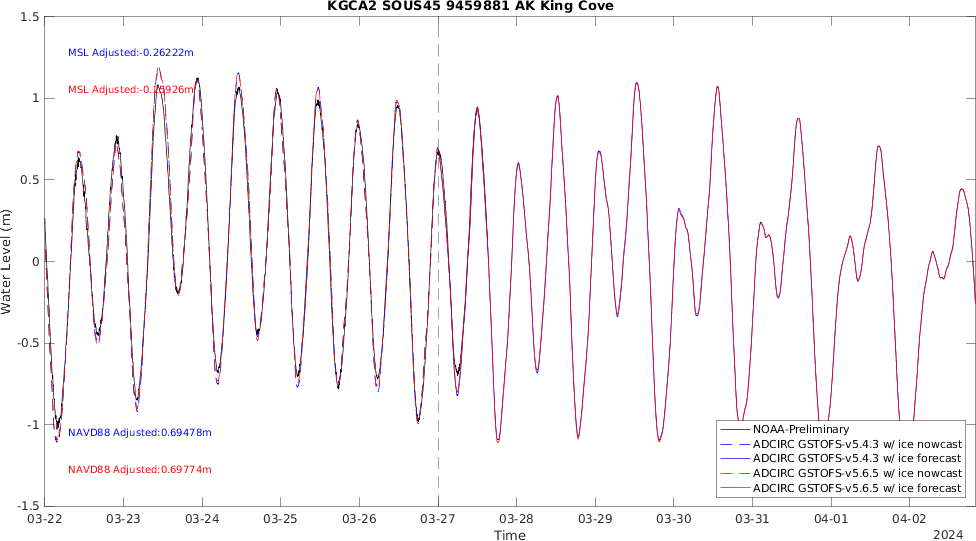 KGCA2 SOUS45 9459881 AK King Cove
1.5
1
0.5
0
-0.5
-1
-1.5
Water Level (m)
MSL Adjusted:-0.26222m
MSL Adjusted:-0.25926m
NAVD88 Adjusted:0.69478m
NAVD88 Adjusted:0.69774m
NOAA-Preliminary
ADCIRC GSTOFS-v5.4.3 w/ ice nowcast
ADCIRC GSTOFS-v5.4.3 w/ ice forecast
ADCIRC GSTOFS-v5.6.5 w/ ice nowcast
ADCIRC GSTOFS-v5.6.5 w/ ice forecast
03-22 03-23 03-24 03-25 03-26 03-27 03-28 03-29 03-30 03-31 04-01 04-02
Time
2024